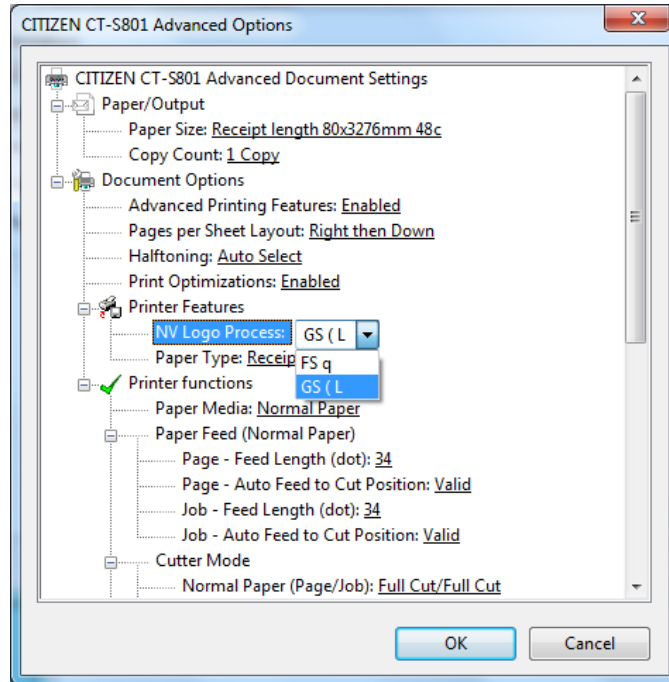 CITIZEN CT-S801 Advanced Options
CITIZEN CT-S801 Advanced Document Settings
Paper/Output
Paper Size: Receipt length 80x3276mm 48c
Copy Count: 1 Copy
Document Options
Advanced Printing Features: Enabled
Pages per Sheet Layout: Right then Down
Halftoning: Auto Select
Print Optimizations: Enabled
Printer Features
NV Logo Process: GS ( L
Paper Type: Receip
FS q
GS ( L
Printer functions
Paper Media: Normal Paper
Paper Feed (Normal Paper)
Page - Feed Length (dot): 34
Page - Auto Feed to Cut Position: Valid
Job - Feed Length (dot): 34
Job - Auto Feed to Cut Position: Valid
Cutter Mode
Normal Paper (Page/Job): Full Cut/Full Cut
OK
Cancel